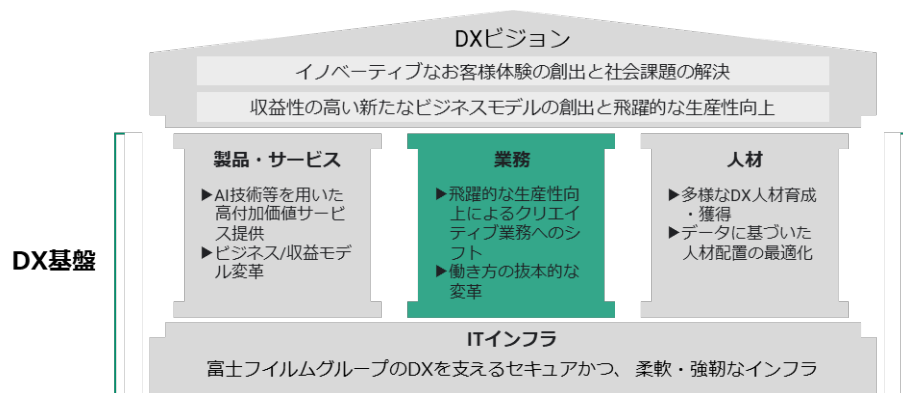 DXビジョン
イノベーティブなお客様体験の創出と社会課題の解決
収益性の高い新たなビジネスモデルの創出と飛躍的な生産性向上
DX基盤
製品・サービス
▶AI技術等を用いた
高付加価値サービ
ス提供
▶ビジネス/収益モデ
ル変革
業務
▶飛躍的な生産性向
上によるクリエイ
ティブ業務へのシ
フト
▶働き方の抜本的な
変革
人材
▶多様なDX人材育成
・獲得
▶データに基づいた
人材配置の最適化
ITインフラ
富士フイルムグループのDXを支えるセキュアかつ、柔軟・強靭なインフラ